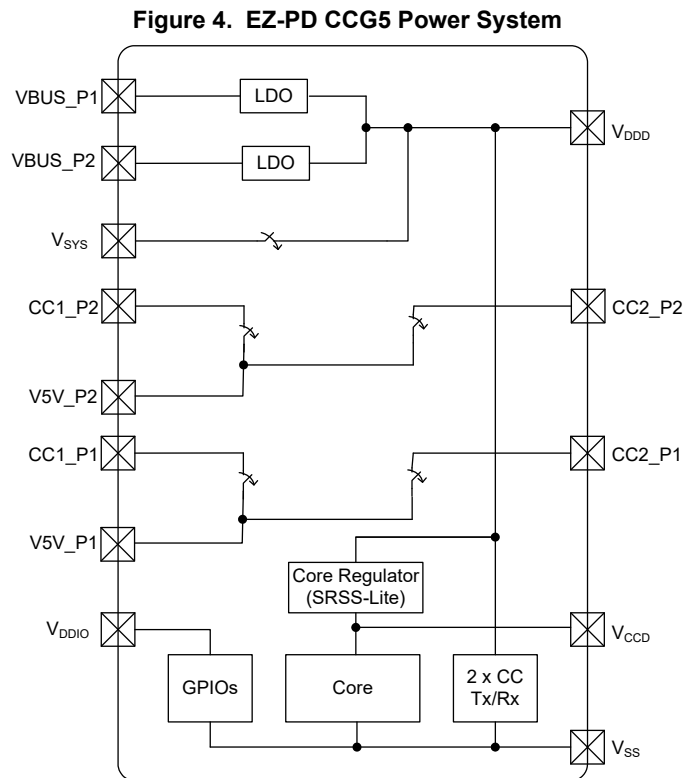 Figure 4. EZ-PD CCG5 Power System
VBUS_P1
LDO
VDDD
VBUS_P2
LDO
VSYS
CC1_P2
CC2_P2
V5V_P2
CC1_P1
CC2_P1
V5V_P1
Core Regulator
(SRSS-Lite)
VDDIO
VCCD
GPIOs
Core
2 x CC
Tx/Rx
VSS